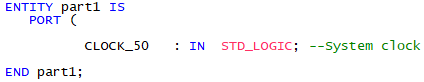 ENTITY part1 IS
PORT (
CLOCK_50 : IN STD_LOGIC; --System clock
END part1;